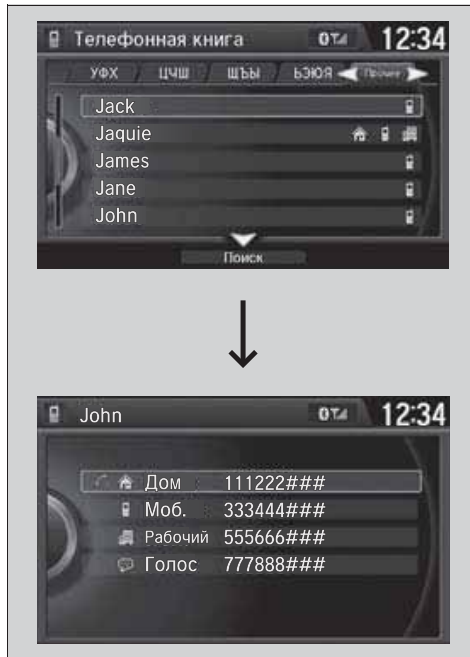 Телефонная книга 12:34
УФХ ЦЧШ ЩЪЫ ЬЭЮЯ Прочее
Jack
Jaquie
James
Jane
John
Поиск
John 12:34
Дом 111222###
Моб. 333444###
Рабочий 555666###
Голос 777888###